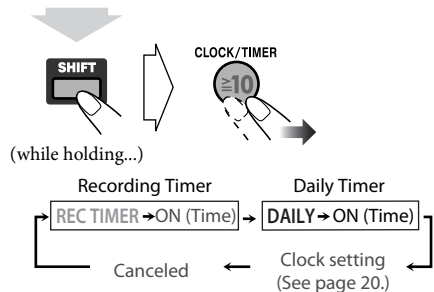 CLOCK/TIMER
SHIFT
≧10
(while holding...)
Recording Timer
Daily Timer
REC TIMER→ON (Time) → DAILY→ON (Time)
Canceled ← Clock setting
(See page 20.)